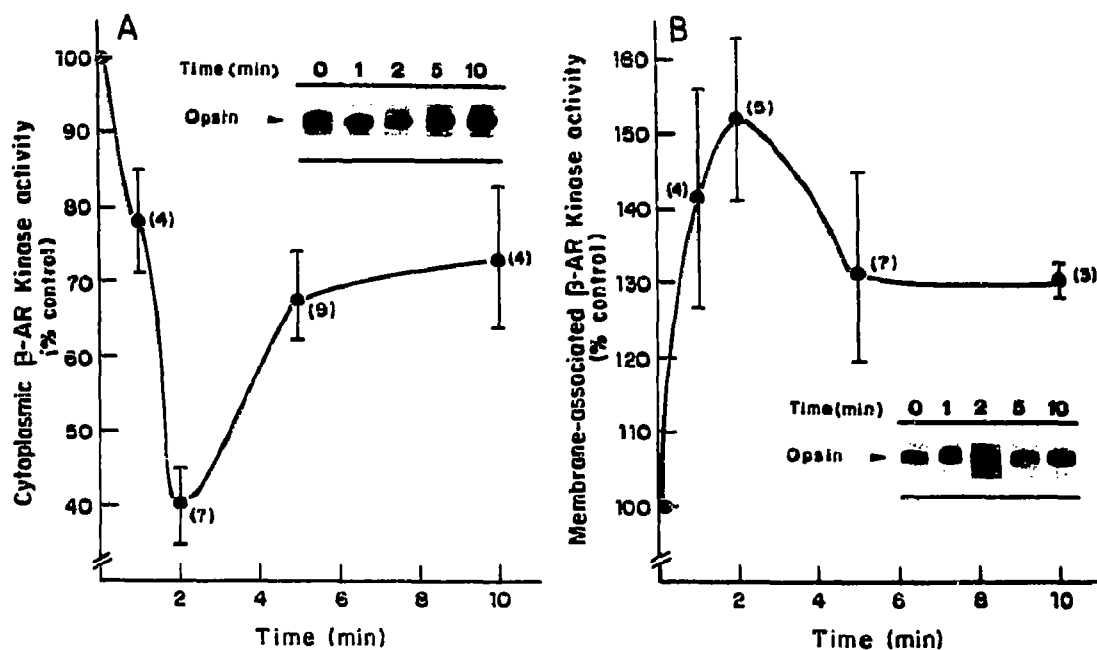 A
Cytoplasmic β-AR Kinase activity
(% control)
100
90
80
70
60
50
40
Time (min) 0 1 2 5 10
Opsin
(4)
(7)
(9)
(4)
2 4 6 8 10
Time (min)
B
Membrane-associated β-AR Kinase activity
(% control)
160
150
140
130
120
110
100
(4)
(5)
(7)
Time (min) 0 1 2 5 10
Opsin
2 4 6 8 10
Time (min)